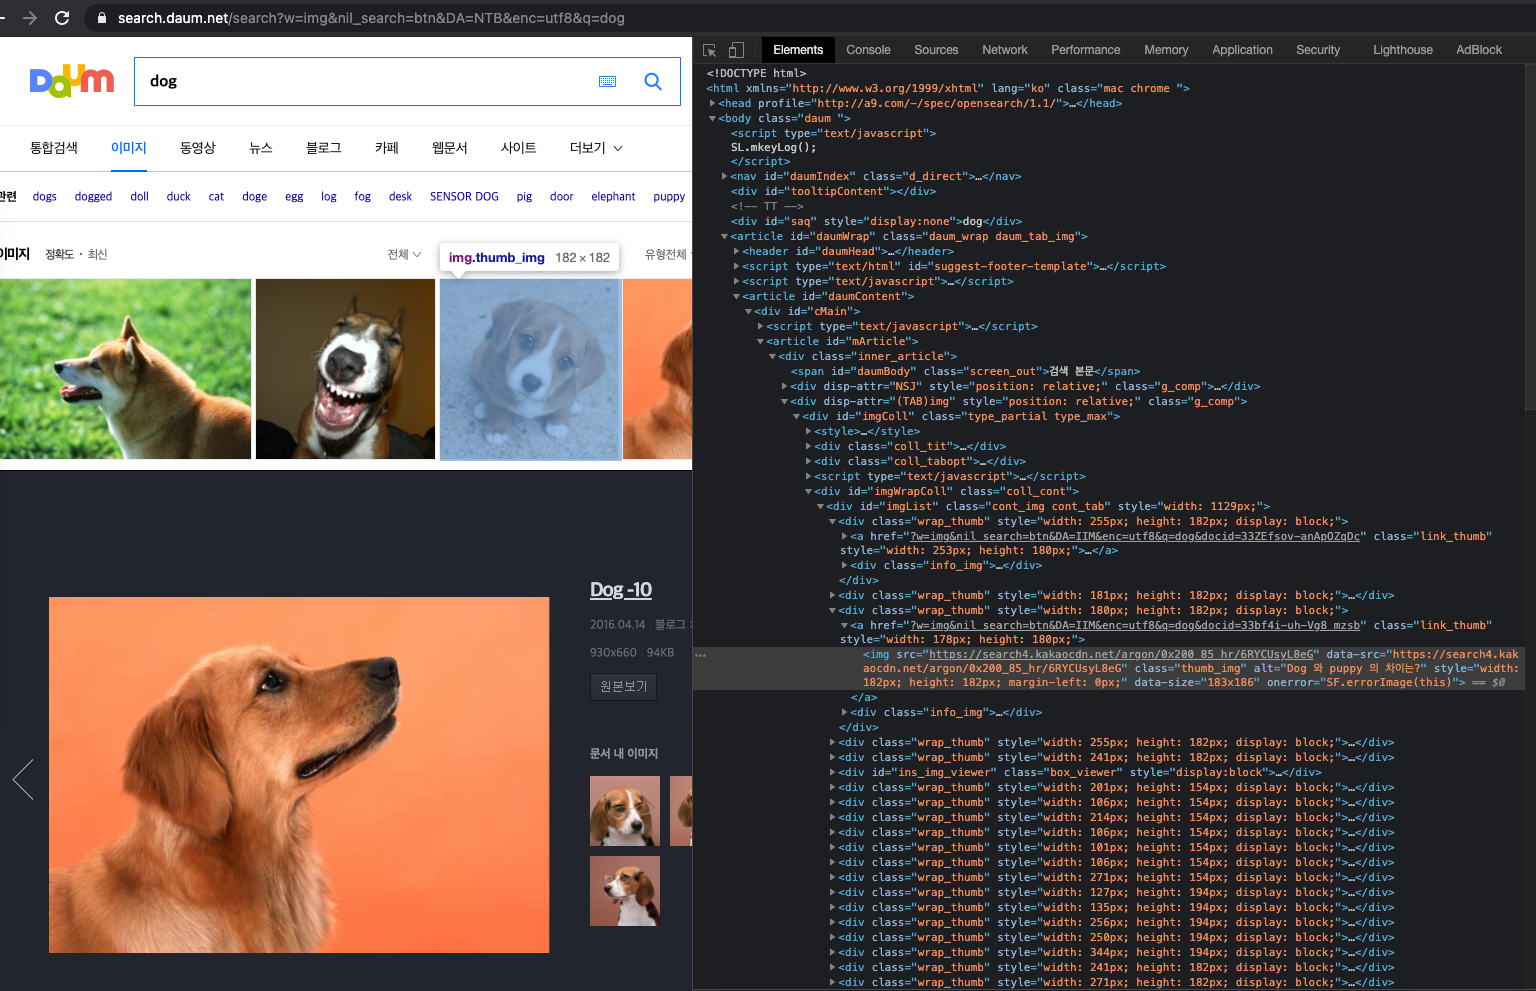 search.daum.net/search?w=img&nil_search=btn&DA=NTB&enc=utf8&q=dog
Daum
dog
통합검색 이미지 동영상 뉴스 블로그 카페 웹문서 사이트 더보기
관련 dogs dogged doll duck cat doge egg log fog desk SENSOR DOG pig door elephant puppy
이미지 정확도 · 최신 전체 유형전체
img.thumb_img 182 × 182
Dog -10
2016.04.14 블로그
930x660 94KB
원본보기
문서 내 이미지
Elements Console Sources Network Performance Memory Application Security Lighthouse AdBlock
<!DOCTYPE html>
<html xmlns="http://www.w3.org/1999/xhtml" lang="ko" class="mac chrome ">
<head profile="http://a9.com/-/spec/opensearch/1.1/">…</head>
<body class="daum ">
<script type="text/javascript">
SL.mkeyLog();
</script>
<nav id="daumIndex" class="d_direct">…</nav>
<div id="tooltipContent"></div>
<!-- TT -->
<div id="saq" style="display:none">dog</div>
<article id="daumWrap" class="daum_wrap daum_tab_img">
<header id="daumHead">…</header>
<script type="text/html" id="suggest-footer-template">…</script>
<script type="text/javascript">…</script>
<article id="daumContent">
<div id="cMain">
<script type="text/javascript">…</script>
<article id="mArticle">
<div class="inner_article">
<span id="daumBody" class="screen_out">검색 본문</span>
<div disp-attr="NSJ" style="position: relative;" class="g_comp">…</div>
<div disp-attr="(TAB)img" style="position: relative;" class="g_comp">
<div id="imgColl" class="type_partial type_max">
<style>…</style>
<div class="coll_tit">…</div>
<div class="coll_tabopt">…</div>
<script type="text/javascript">…</script>
<div id="imgWrapColl" class="coll_cont">
<div id="imgList" class="cont_img cont_tab" style="width: 1129px;">
<div class="wrap_thumb" style="width: 255px; height: 182px; display: block;">
<a href="?w=img&nil_search=btn&DA=IIM&enc=utf8&q=dog&docid=33ZEfsov-anApOZqDc" class="link_thumb"
style="width: 253px; height: 180px;">…</a>
<div class="info_img">…</div>
</div>
<div class="wrap_thumb" style="width: 181px; height: 182px; display: block;">…</div>
<div class="wrap_thumb" style="width: 180px; height: 182px; display: block;">
<a href="?w=img&nil_search=btn&DA=IIM&enc=utf8&q=dog&docid=33bf4i-uh-Vg8_mzsb" class="link_thumb"
style="width: 178px; height: 180px;">
<img src="https://search4.kakaocdn.net/argon/0x200_85_hr/6RYCUsyL8eG" data-src="https://search4.kak
aocdn.net/argon/0x200_85_hr/6RYCUsyL8eG" class="thumb_img" alt="Dog 와 puppy 의 차이는?" style="width:
182px; height: 182px; margin-left: 0px;" data-size="183x186" onerror="SF.errorImage(this)"> == $0
</a>
<div class="info_img">…</div>
</div>
<div class="wrap_thumb" style="width: 255px; height: 182px; display: block;">…</div>
<div class="wrap_thumb" style="width: 241px; height: 182px; display: block;">…</div>
<div id="ins_img_viewer" class="box_viewer" style="display:block">…</div>
<div class="wrap_thumb" style="width: 201px; height: 154px; display: block;">…</div>
<div class="wrap_thumb" style="width: 106px; height: 154px; display: block;">…</div>
<div class="wrap_thumb" style="width: 214px; height: 154px; display: block;">…</div>
<div class="wrap_thumb" style="width: 106px; height: 154px; display: block;">…</div>
<div class="wrap_thumb" style="width: 101px; height: 154px; display: block;">…</div>
<div class="wrap_thumb" style="width: 106px; height: 154px; display: block;">…</div>
<div class="wrap_thumb" style="width: 271px; height: 154px; display: block;">…</div>
<div class="wrap_thumb" style="width: 127px; height: 194px; display: block;">…</div>
<div class="wrap_thumb" style="width: 135px; height: 194px; display: block;">…</div>
<div class="wrap_thumb" style="width: 256px; height: 194px; display: block;">…</div>
<div class="wrap_thumb" style="width: 250px; height: 194px; display: block;">…</div>
<div class="wrap_thumb" style="width: 344px; height: 194px; display: block;">…</div>
<div class="wrap_thumb" style="width: 241px; height: 182px; display: block;">…</div>
<div class="wrap_thumb" style="width: 271px; height: 182px; display: block;">…</div>